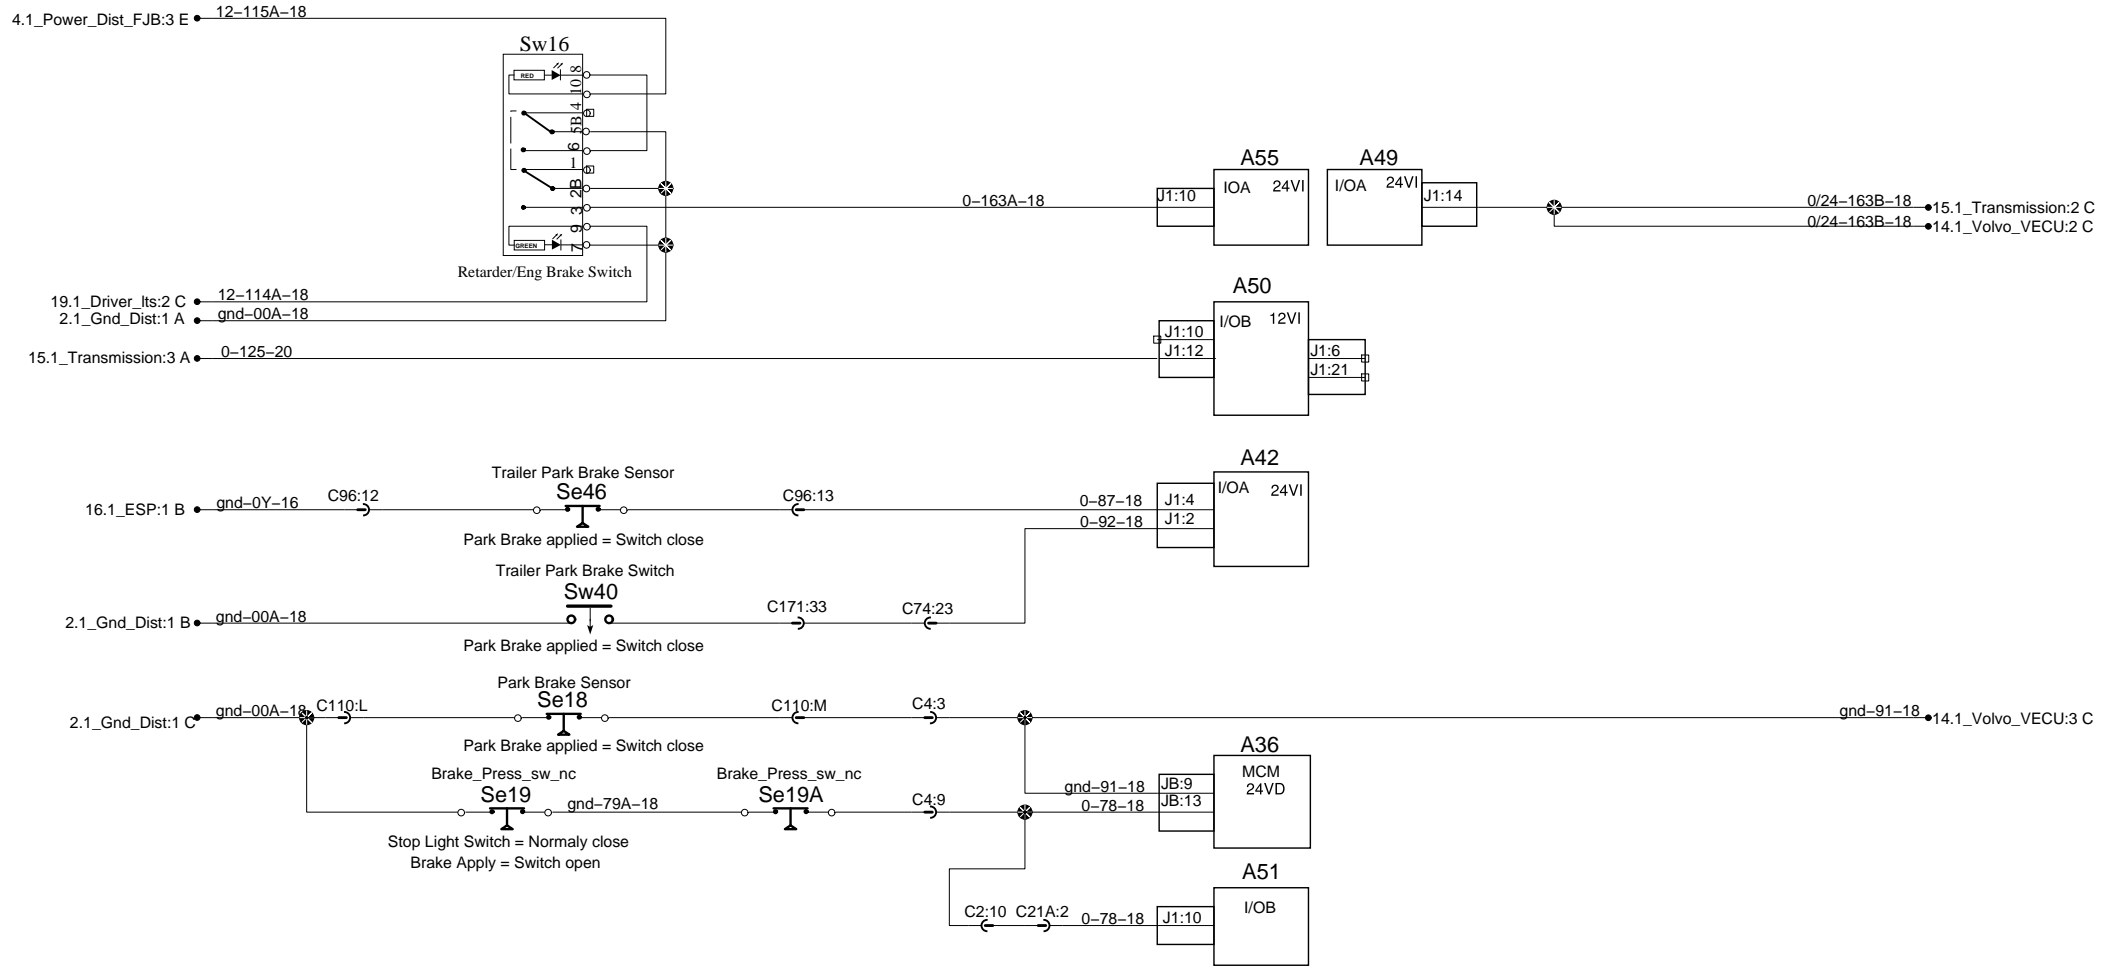 4.1_Power_Dist_FJB:3 E
12-115A-18
Sw16
RED
8
10
4
5B
6
1
2B
3
9
7
GREEN
Retarder/Eng Brake Switch
A55
IOA
24VI
J1:10
0-163A-18
A49
I/OA
24VI
J1:14
0/24-163B-18
15.1_Transmission:2 C
0/24-163B-18
14.1_Volvo_VECU:2 C
19.1_Driver_lts:2 C
12-114A-18
2.1_Gnd_Dist:1 A
gnd-00A-18
15.1_Transmission:3 A
0-125-20
A50
I/OB
12VI
J1:10
J1:12
J1:6
J1:21
Trailer Park Brake Sensor
Se46
16.1_ESP:1 B
gnd-0Y-16
C96:12
C96:13
Park Brake applied = Switch close
A42
I/OA
24VI
0-87-18
J1:4
0-92-18
J1:2
Trailer Park Brake Switch
Sw40
2.1_Gnd_Dist:1 B
gnd-00A-18
C171:33
C74:23
Park Brake applied = Switch close
Park Brake Sensor
Se18
2.1_Gnd_Dist:1 C
gnd-00A-18
C110:L
C110:M
C4:3
gnd-91-18
14.1_Volvo_VECU:3 C
Park Brake applied = Switch close
A36
MCM
24VD
gnd-91-18
JB:9
0-78-18
JB:13
Brake_Press_sw_nc
Se19
gnd-79A-18
Brake_Press_sw_nc
Se19A
C4:9
Stop Light Switch = Normaly close
Brake Apply = Switch open
A51
I/OB
C2:10
C21A:2
0-78-18
J1:10